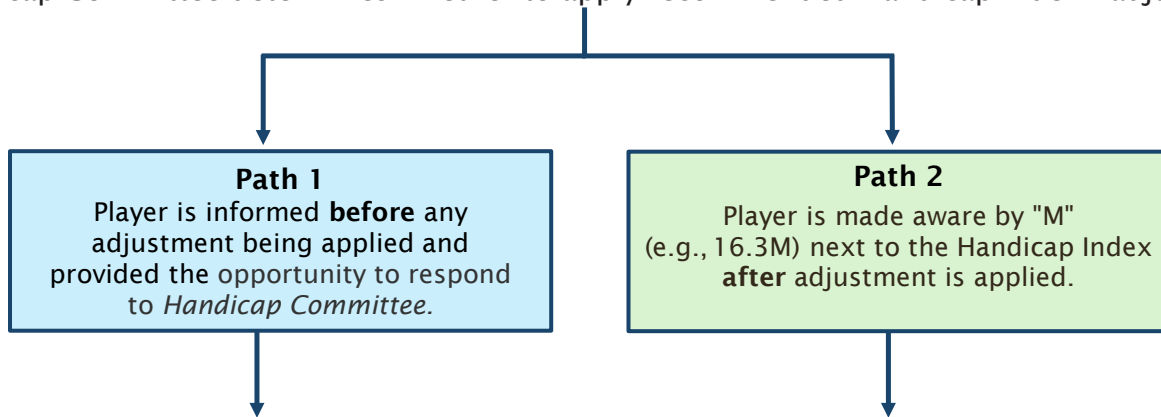 Path 1
Player is informed before any
adjustment being applied and
provided the opportunity to respond
to Handicap Committee.
Path 2
Player is made aware by "M"
(e.g., 16.3M) next to the Handicap Index
after adjustment is applied.